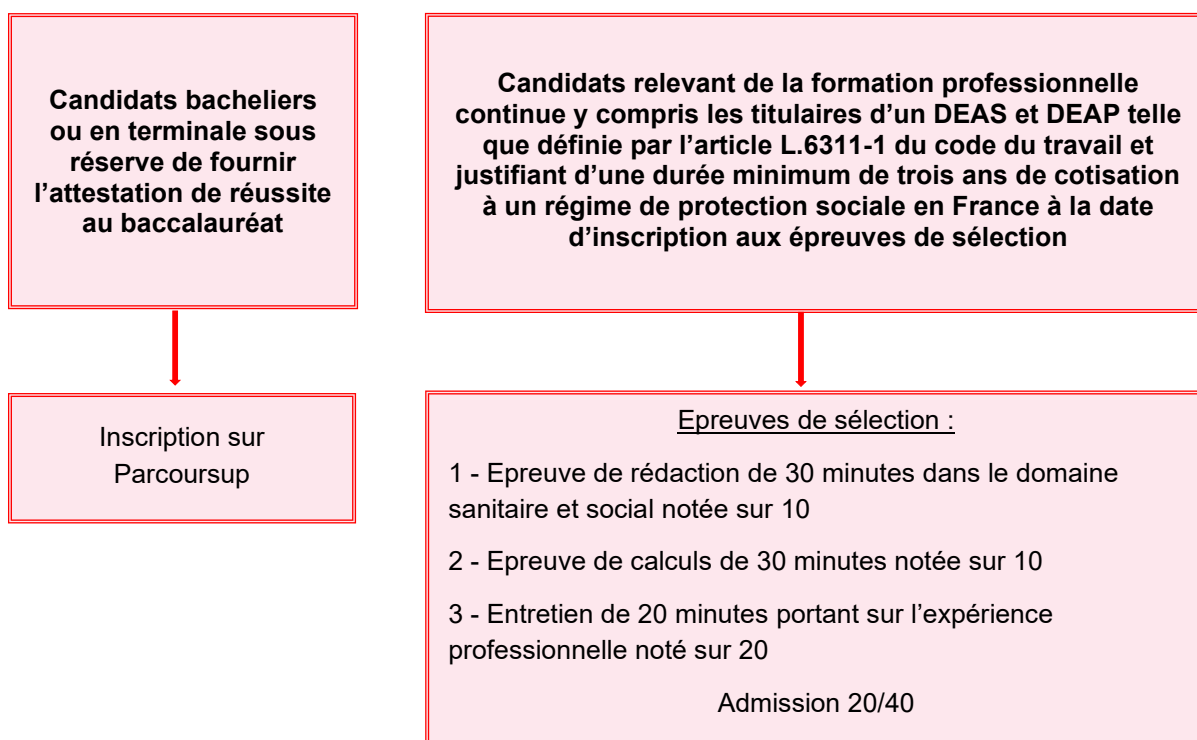 Candidats bacheliers
ou en terminale sous
réserve de fournir
l’attestation de réussite
au baccalauréat
Candidats relevant de la formation professionnelle
continue y compris les titulaires d’un DEAS et DEAP telle
que définie par l’article L.6311-1 du code du travail et
justifiant d’une durée minimum de trois ans de cotisation
à un régime de protection sociale en France à la date
d’inscription aux épreuves de sélection
Inscription sur
Parcoursup
Epreuves de sélection :
1 - Epreuve de rédaction de 30 minutes dans le domaine
sanitaire et social notée sur 10
2 - Epreuve de calculs de 30 minutes notée sur 10
3 - Entretien de 20 minutes portant sur l’expérience
professionnelle noté sur 20
Admission 20/40